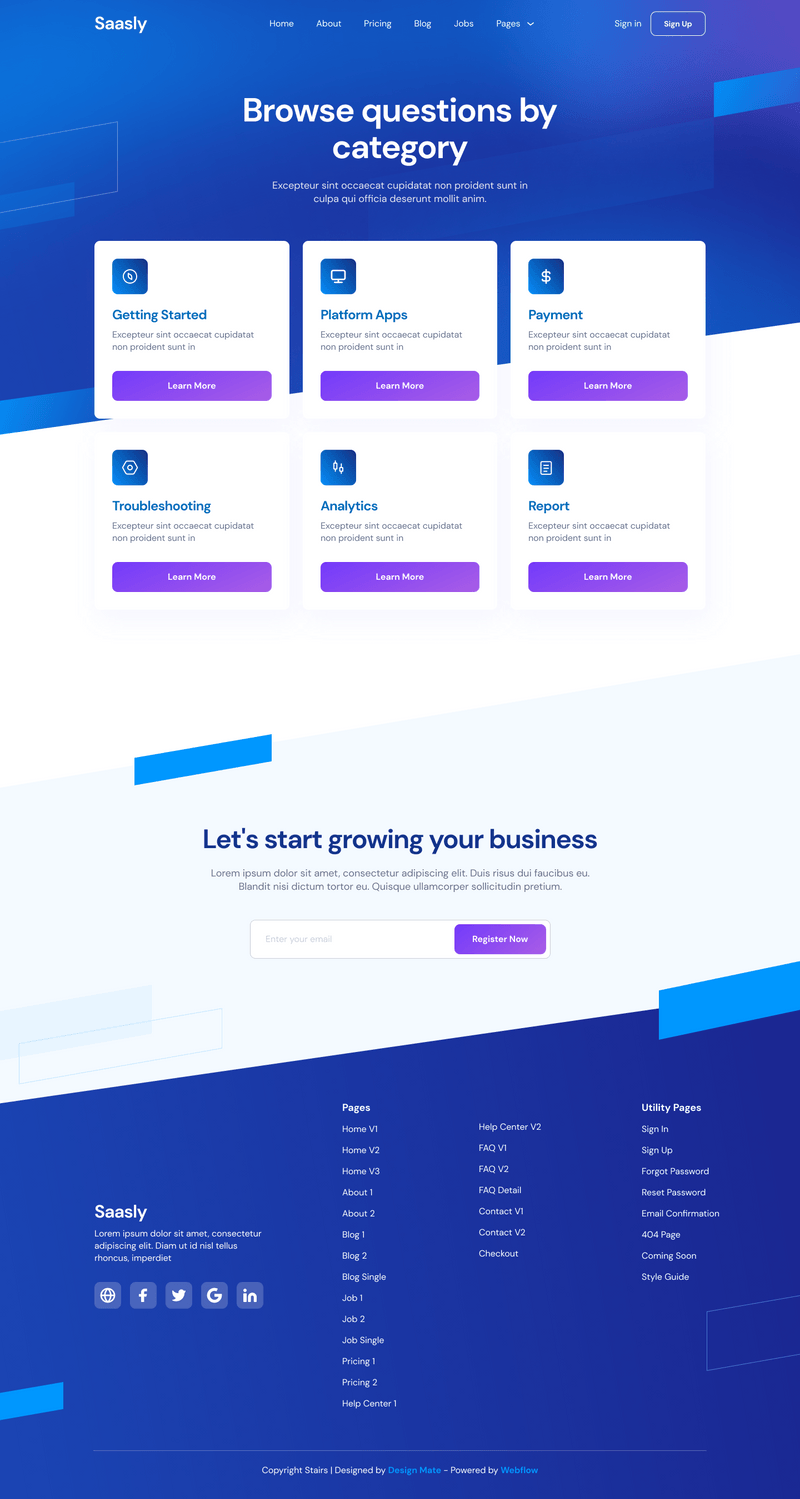 Saasly
Home About Pricing Blog Jobs Pages
Sign in Sign Up
Browse questions by
category
Excepteur sint occaecat cupidatat non proident sunt in
culpa qui officia deserunt mollit anim.
Getting Started
Excepteur sint occaecat cupidatat
non proident sunt in
Learn More
Platform Apps
Excepteur sint occaecat cupidatat
non proident sunt in
Learn More
Payment
Excepteur sint occaecat cupidatat
non proident sunt in
Learn More
Troubleshooting
Excepteur sint occaecat cupidatat
non proident sunt in
Learn More
Analytics
Excepteur sint occaecat cupidatat
non proident sunt in
Learn More
Report
Excepteur sint occaecat cupidatat
non proident sunt in
Learn More
Let's start growing your business
Lorem ipsum dolor sit amet, consectetur adipiscing elit. Duis risus dui faucibus eu.
Blandit nisi dictum tortor eu. Quisque ullamcorper sollicitudin pretium.
Enter your email
Register Now
Saasly
Lorem ipsum dolor sit amet, consectetur
adipiscing elit. Diam ut id nisl tellus
rhoncus, imperdiet
Pages
Home V1
Home V2
Home V3
About 1
About 2
Blog 1
Blog 2
Blog Single
Job 1
Job 2
Job Single
Pricing 1
Pricing 2
Help Center 1
Help Center V2
FAQ V1
FAQ V2
FAQ Detail
Contact V1
Contact V2
Checkout
Utility Pages
Sign In
Sign Up
Forgot Password
Reset Password
Email Confirmation
404 Page
Coming Soon
Style Guide
Copyright Stairs | Designed by Design Mate - Powered by Webflow